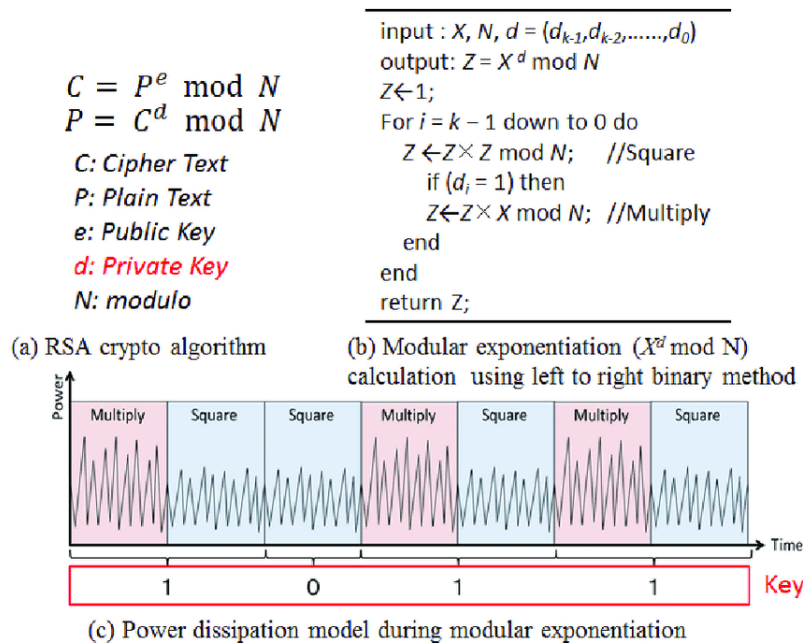 C = P^e mod N
P = C^d mod N
C: Cipher Text
P: Plain Text
e: Public Key
d: Private Key
N: modulo
(a) RSA crypto algorithm
input : X, N, d = (d_{k-1},d_{k-2},......,d_0)
output: Z = X^d mod N
Z←1;
For i = k – 1 down to 0 do
Z ←Z× Z mod N; //Square
if (d_i = 1) then
Z←Z× X mod N; //Multiply
end
end
return Z;
(b) Modular exponentiation (X^d mod N)
calculation using left to right binary method
Power
Multiply Square Square Multiply Square Multiply Square
Time
1 0 1 1 Key
(c) Power dissipation model during modular exponentiation